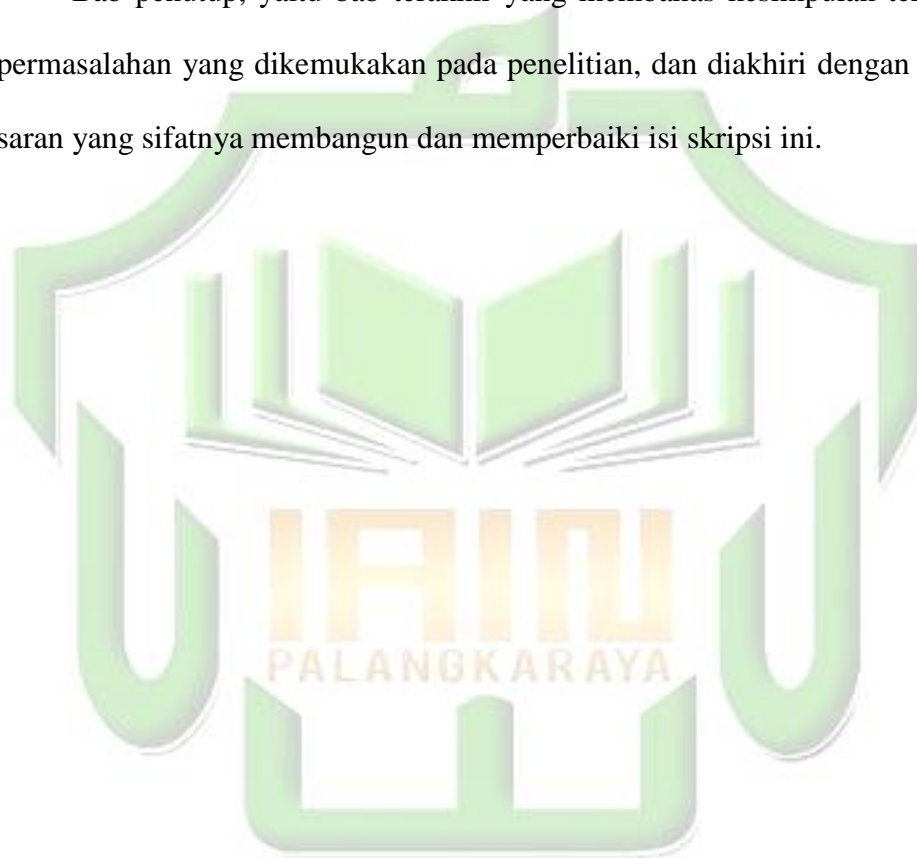 Bab penutup, yaitu bab terakhir yang membahas kesimpulan
permasalahan yang dikemukakan pada penelitian, dan diakhiri dengan
saran yang sifatnya membangun dan memperbaiki isi skripsi ini.
IAIN
PALANGKARAYA